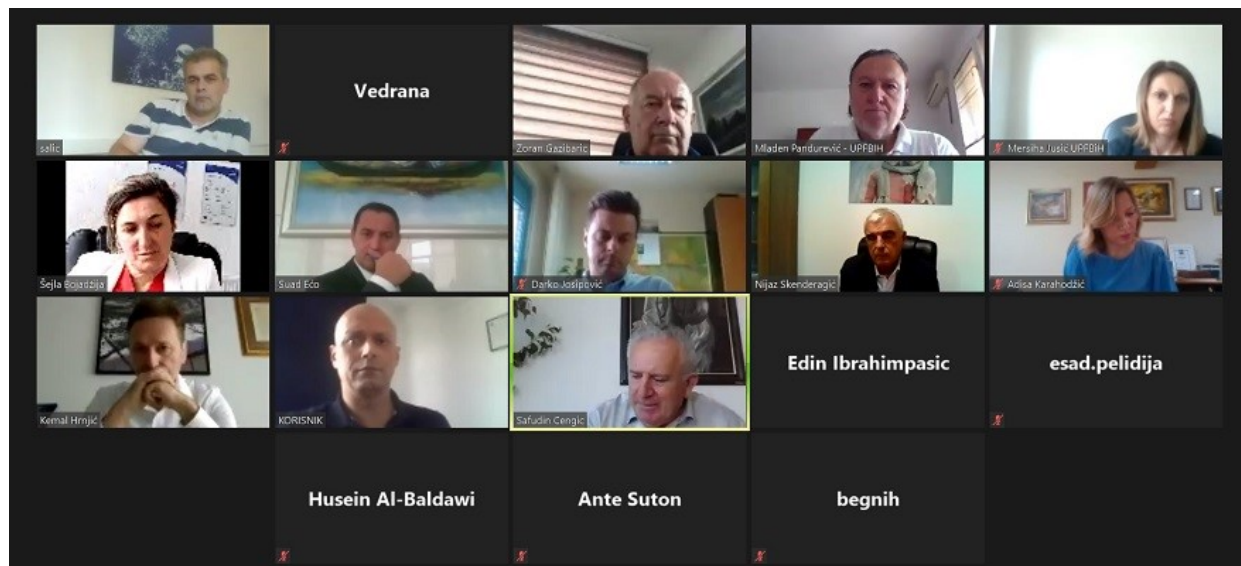 salic
Vedrana
Zoran Gazibaric
Mladen Pandurević - UPFBIH
Mersiha Jusić UPFBiH
Šejla Bojadžija
Suad Ećo
Darko Josipović
Nijaz Skenderagić
Adisa Karahodžić
Kemal Hrnjić
KORISNIK
Safudin Cengic
Edin Ibrahimpasic
esad.pelidija
Husein Al-Baldawi
Ante Suton
begnih